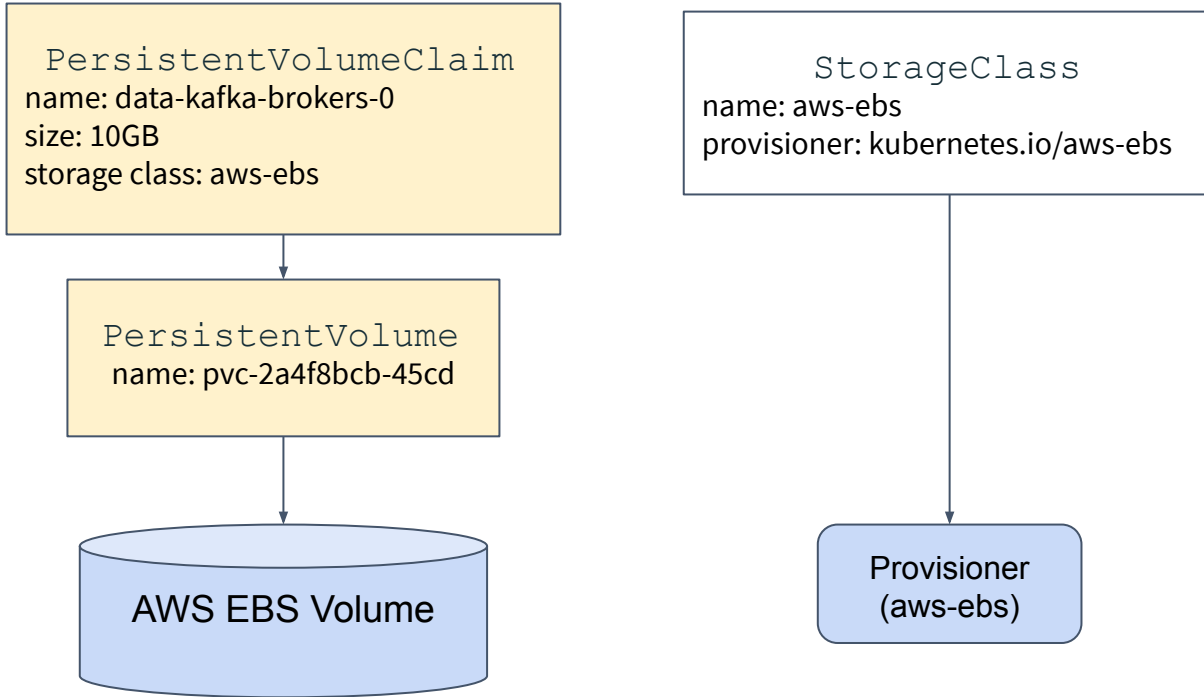 PersistentVolumeClaim
name: data-kafka-brokers-0
size: 10GB
storage class: aws-ebs
PersistentVolume
name: pvc-2a4f8bcb-45cd
AWS EBS Volume
StorageClass
name: aws-ebs
provisioner: kubernetes.io/aws-ebs
Provisioner
(aws-ebs)